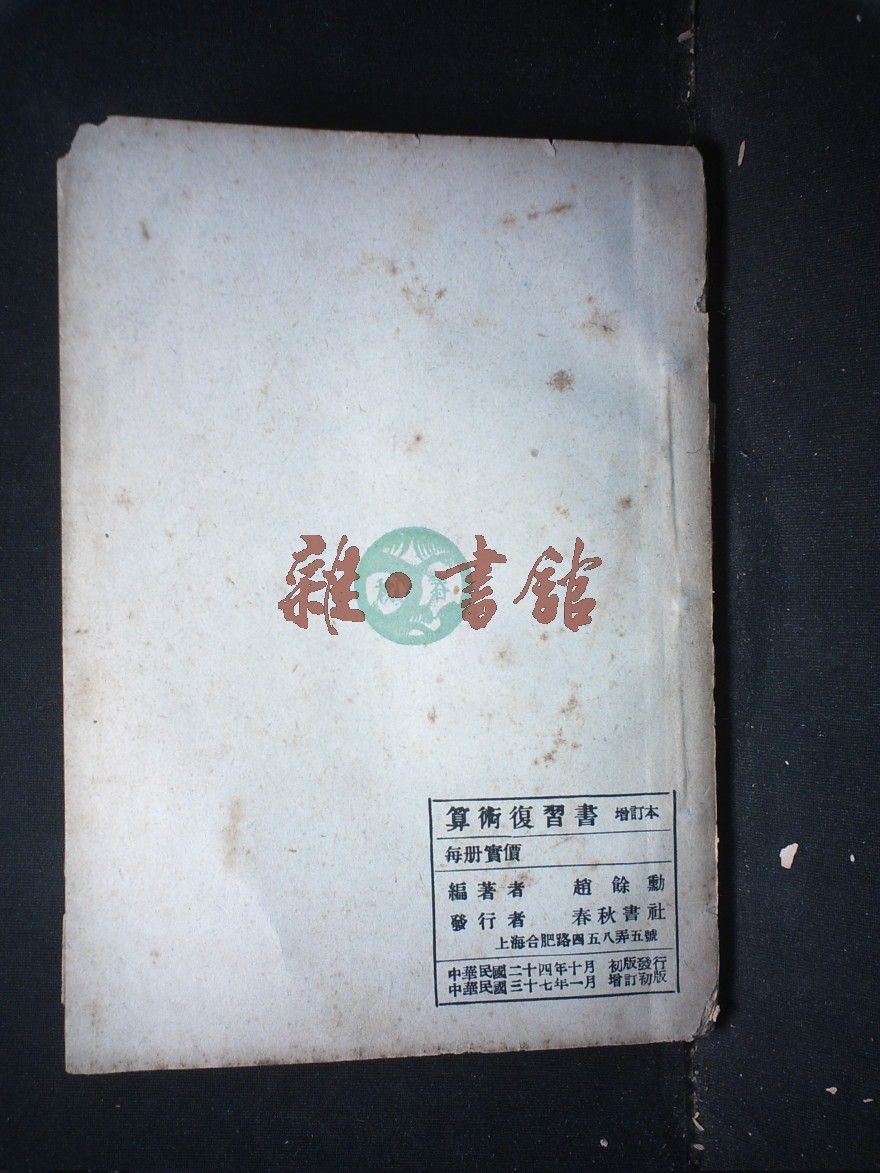 雜·書館
春秋
算術復習書 增訂本
每册實價
編著者 趙餘勳
發行者 春秋書社
上海合肥路四五八弄五號
中華民國二十四年十月 初版發行
中華民國三十七年一月 增訂初版